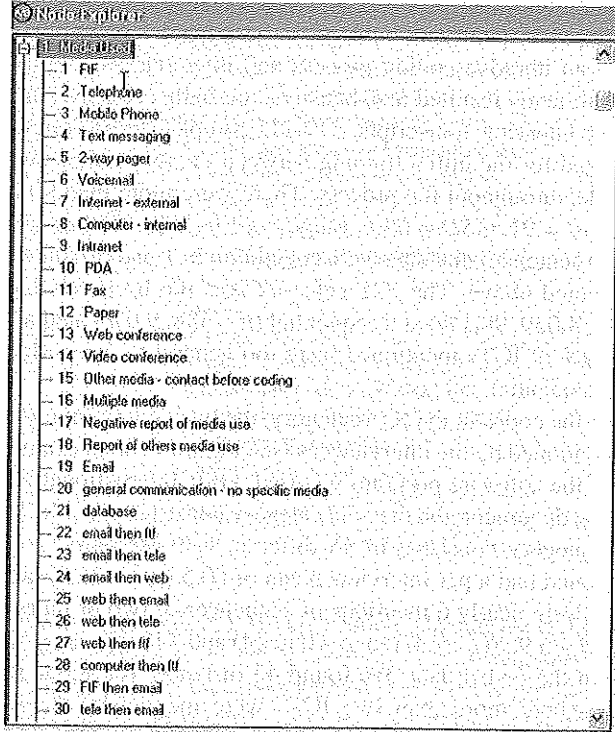 Node Explorer
1 Media Used
1 FtF
2 Telephone
3 Mobile Phone
4 Text messaging
5 2-way pager
6 Voicemail
7 Internet - external
8 Computer - internal
9 Intranet
10 PDA
11 Fax
12 Paper
13 Web conference
14 Video conference
15 Other media - contact before coding
16 Multiple media
17 Negative report of media use
18 Report of others media use
19 Email
20 general communication - no specific media
21 database
22 email then ftf
23 email then tele
24 email then web
25 web then email
26 web then tele
27 web then ftf
28 computer then ftf
29 FtF then email
30 tele then email